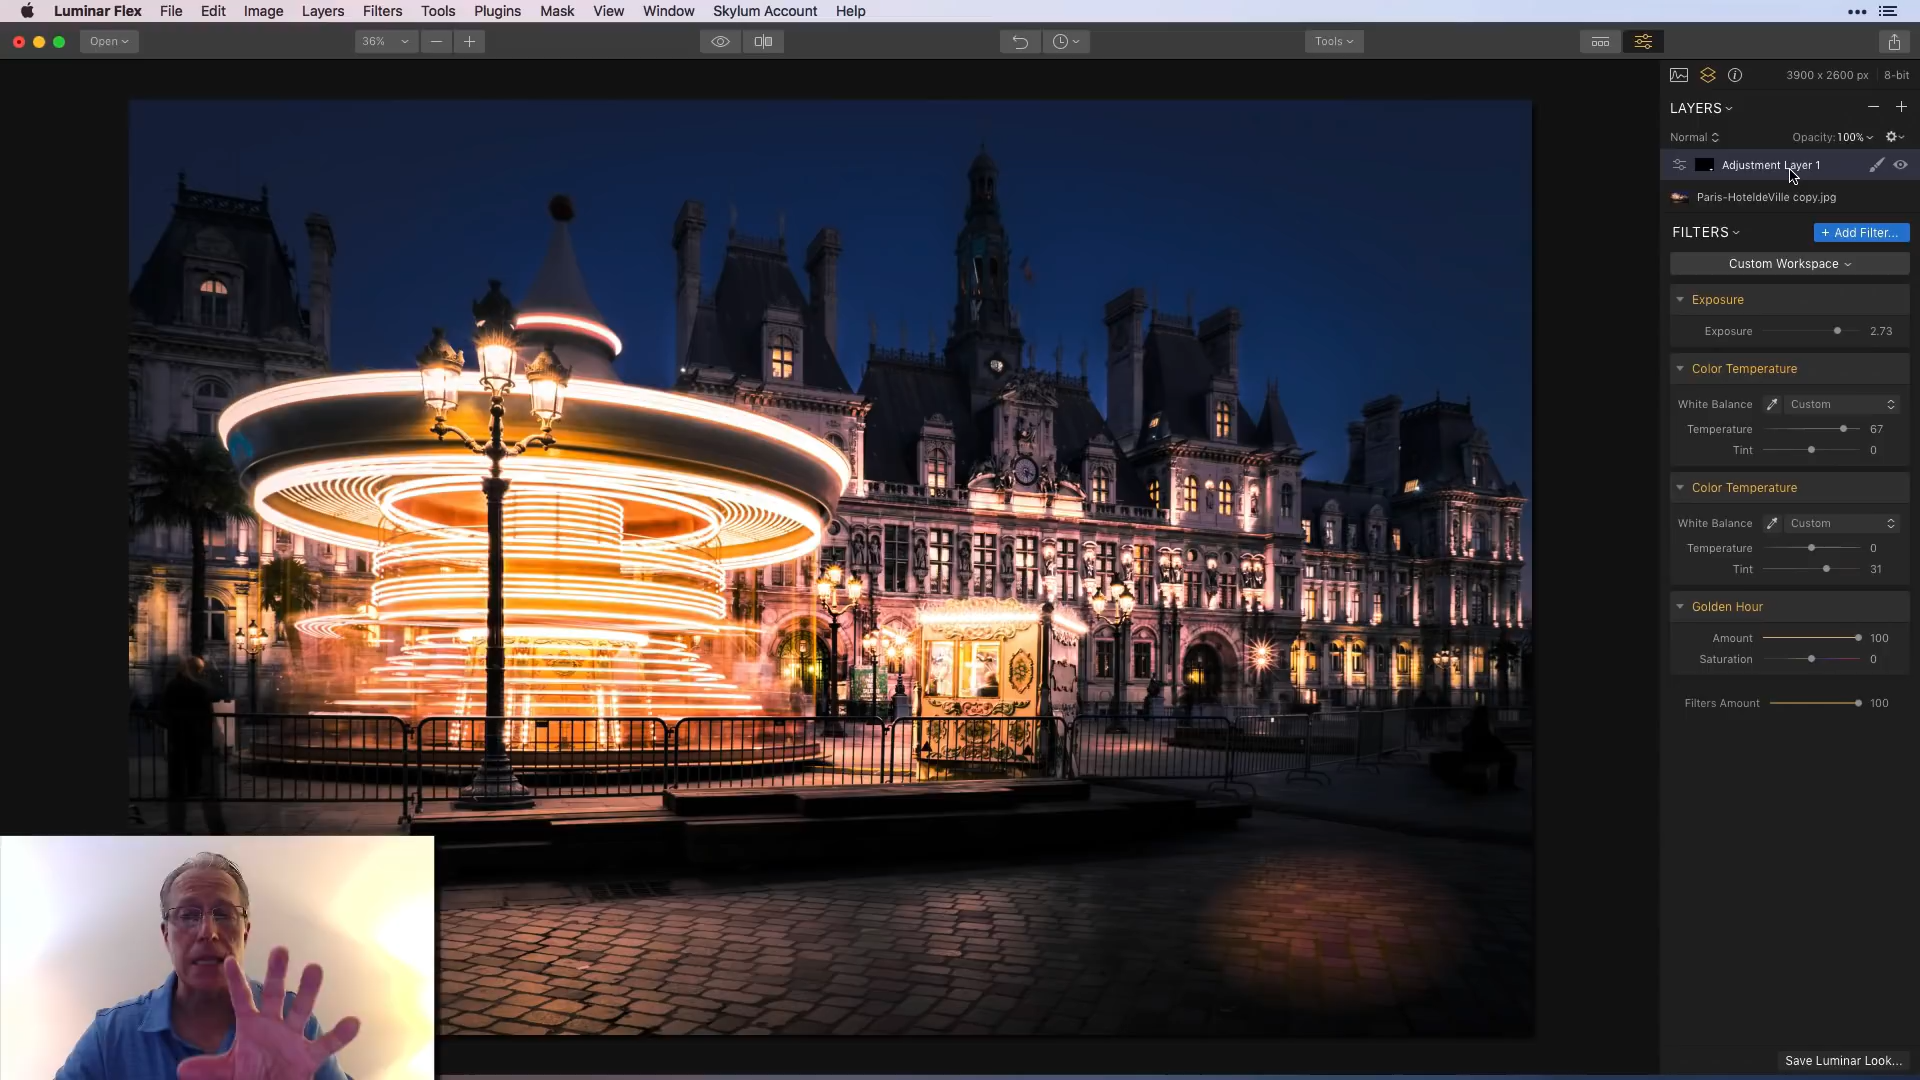 Luminar Flex File Edit Image Layers Filters Tools Plugins Mask View Window Skylum Account Help
Open 36% Tools
3900 x 2600 px 8-bit
LAYERS
Normal Opacity: 100%
Adjustment Layer 1
Paris-HoteldeVille copy.jpg
FILTERS + Add Filter...
Custom Workspace
Exposure
Exposure 2.73
Color Temperature
White Balance Custom
Temperature 67
Tint 0
Color Temperature
White Balance Custom
Temperature 0
Tint 31
Golden Hour
Amount 100
Saturation 0
Filters Amount 100
Save Luminar Look...